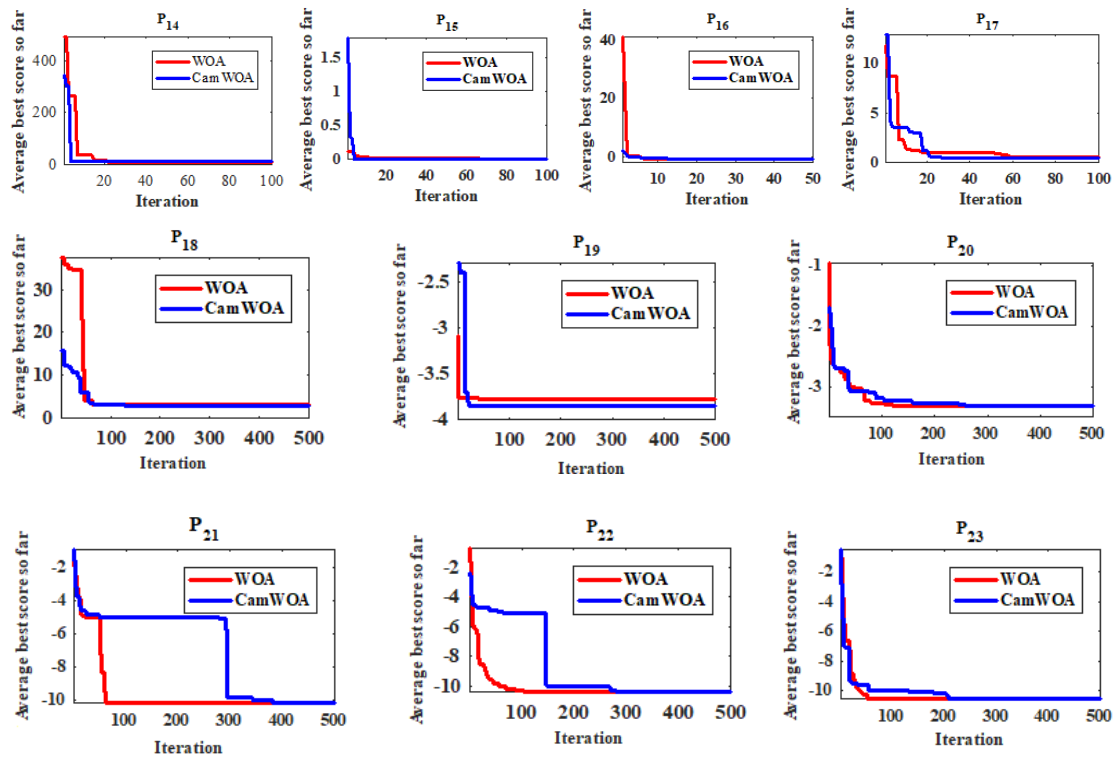 P14
Average best score so far
400
200
0
WOA
CamWOA
20 40 60 80 100
Iteration
P15
Average best score so far
1.5
1
0.5
0
WOA
CamWOA
20 40 60 80 100
Iteration
P16
Average best score so far
40
20
0
WOA
CamWOA
10 20 30 40 50
Iteration
P17
Average best score so far
10
5
0
WOA
CamWOA
20 40 60 80 100
Iteration
P18
Average best score so far
30
20
10
0
WOA
CamWOA
100 200 300 400 500
Iteration
P19
Average best score so far
-2.5
-3
-3.5
-4
WOA
CamWOA
100 200 300 400 500
Iteration
P20
Average best score so far
-1
-2
-3
WOA
CamWOA
100 200 300 400 500
Iteration
P21
Average best score so far
-2
-4
-6
-8
-10
WOA
CamWOA
100 200 300 400 500
Iteration
P22
Average best score so far
-2
-4
-6
-8
-10
WOA
CamWOA
100 200 300 400 500
Iteration
P23
Average best score so far
-2
-4
-6
-8
-10
WOA
CamWOA
100 200 300 400 500
Iteration